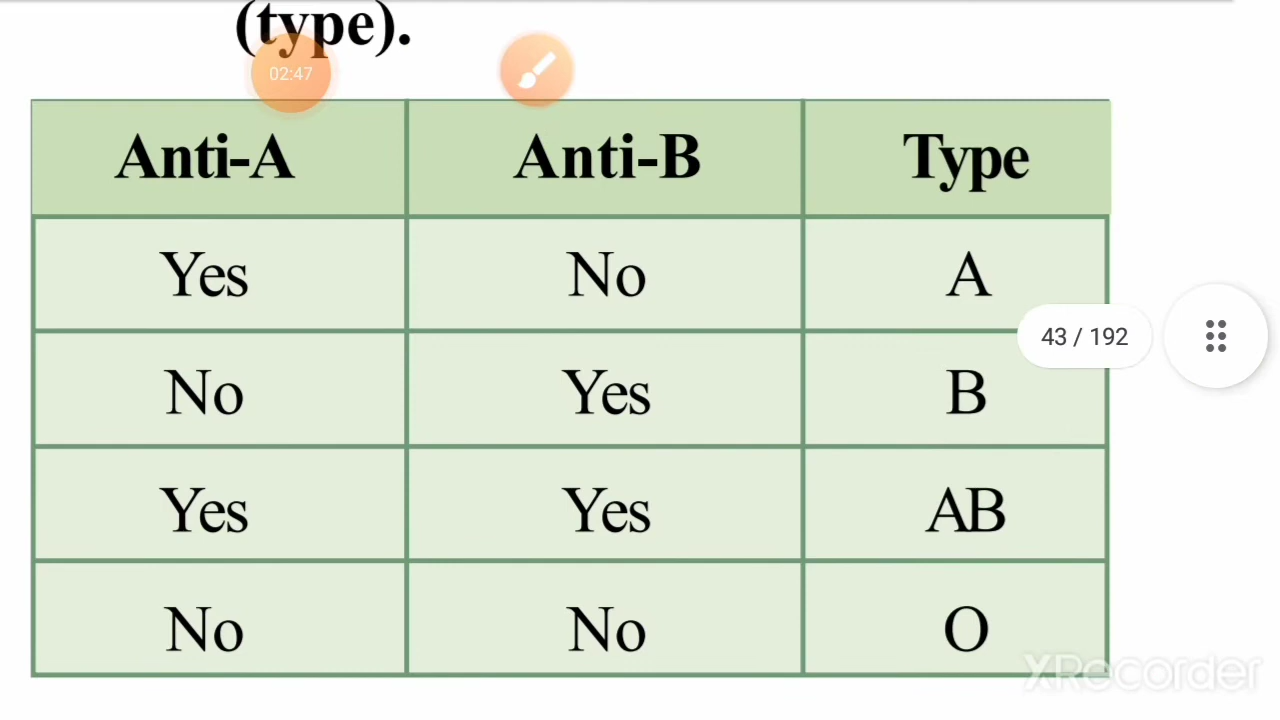 (type).
02:47
Anti-A Anti-B Type
Yes No A
43 / 192
No Yes B
Yes Yes AB
No No O
XRecorder